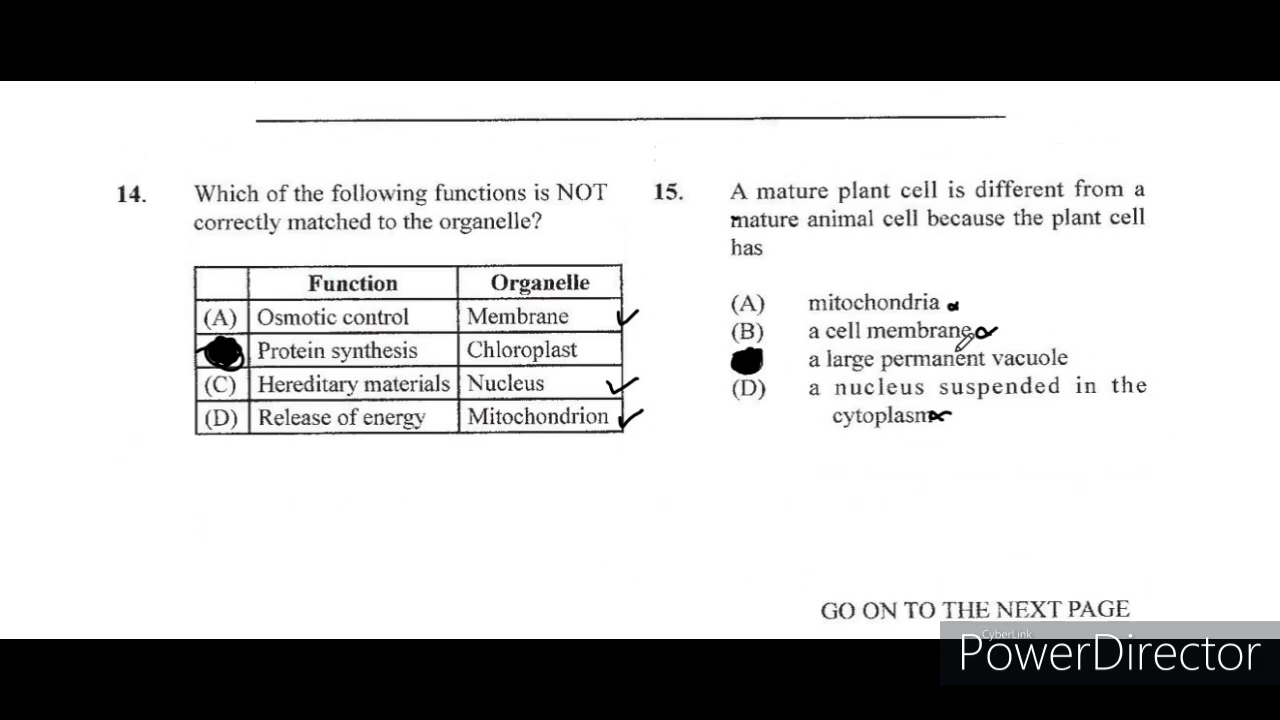 14. Which of the following functions is NOT
correctly matched to the organelle?
Function Organelle
(A) Osmotic control Membrane
Protein synthesis Chloroplast
(C) Hereditary materials Nucleus
(D) Release of energy Mitochondrion
15. A mature plant cell is different from a
mature animal cell because the plant cell
has
(A) mitochondria
(B) a cell membrane
a large permanent vacuole
(D) a nucleus suspended in the
cytoplasm
GO ON TO THE NEXT PAGE
CyberLink
PowerDirector